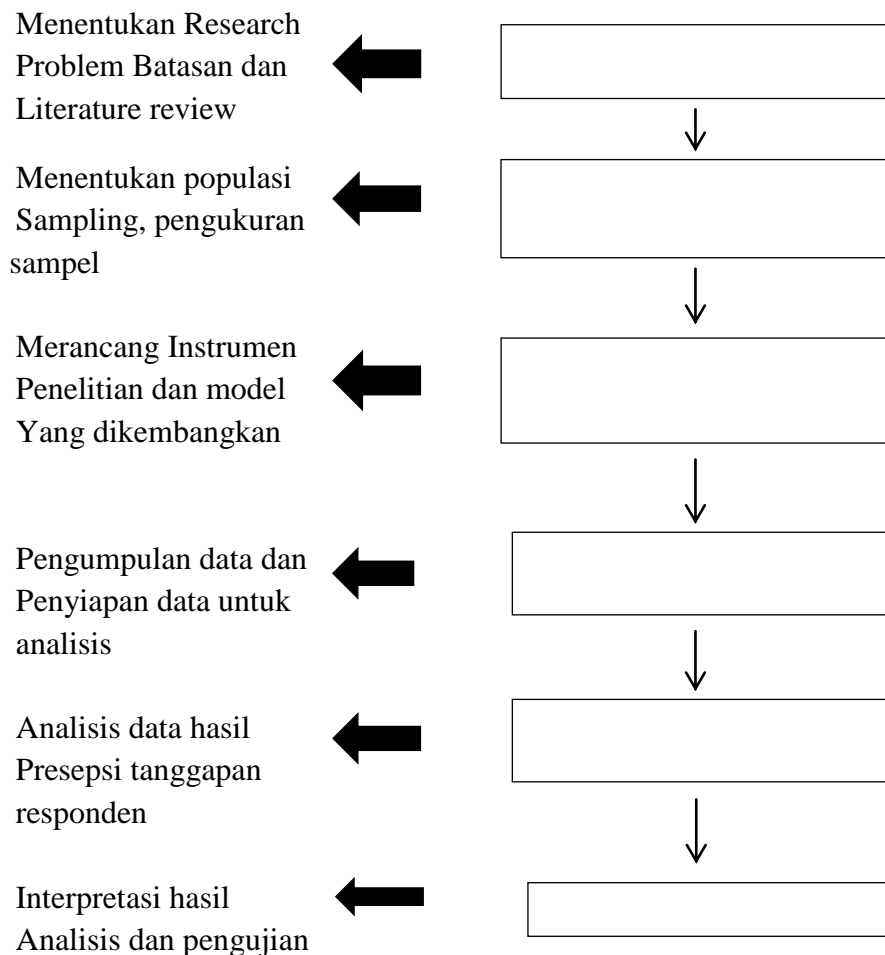 Menentukan Research
Problem Batasan dan
Literature review
Menentukan populasi
Sampling, pengukuran
sampel
Merancang Instrumen
Penelitian dan model
Yang dikembangkan
Pengumpulan data dan
Penyiapan data untuk
analisis
Analisis data hasil
Presepsi tanggapan
responden
Interpretasi hasil
Analisis dan pengujian